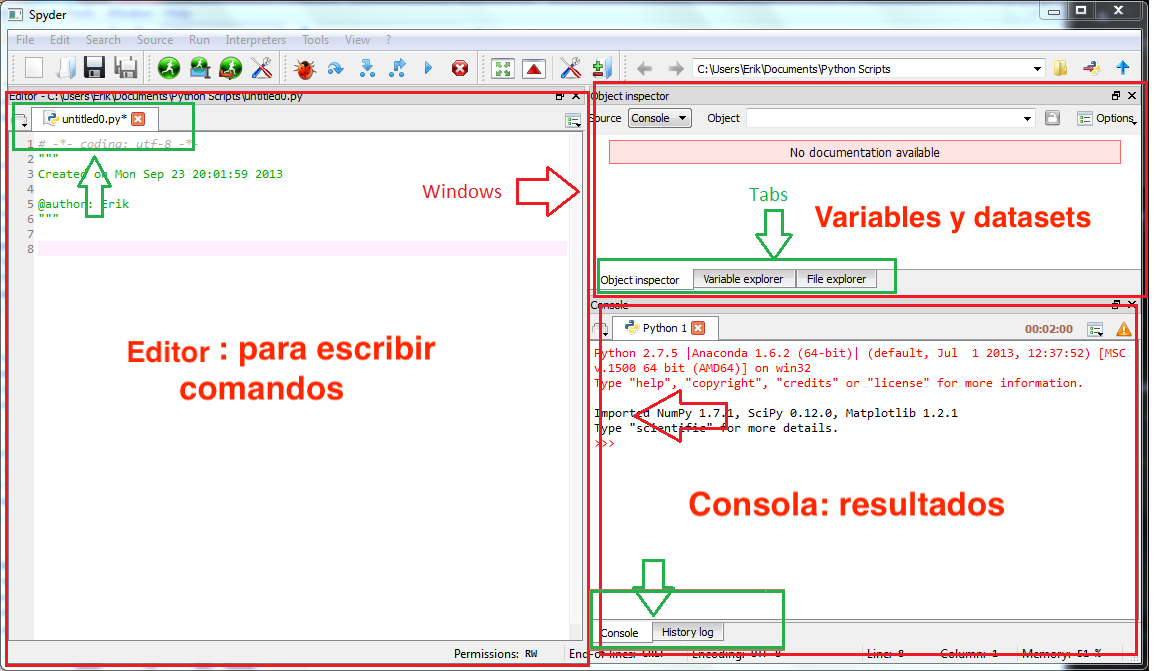 Spyder
File Edit Search Source Run Interpreters Tools View ?
C:\Users\Erik\Documents\Python Scripts
Editor - C:\Users\Erik\Documents\Python Scripts\untitled0.py
untitled0.py*
1 # -*- coding: utf-8 -*-
2 """
3 Created on Mon Sep 23 20:01:59 2013
4
5 @author: Erik
6 """
7
8
Editor : para escribir
comandos
Windows
Object inspector
Source Console Object
Options
No documentation available
Tabs
Variables y datasets
Object inspector Variable explorer File explorer
Console
Python 1
00:02:00
Python 2.7.5 |Anaconda 1.6.2 (64-bit)| (default, Jul 1 2013, 12:37:52) [MSC
v.1500 64 bit (AMD64)] on win32
Type "help", "copyright", "credits" or "license" for more information.
Imported NumPy 1.7.1, SciPy 0.12.0, Matplotlib 1.2.1
Type "scientific" for more details.
>>>
Consola: resultados
Console History log
Permissions: RW End-of-lines: CRLF Encoding: UTF-8 Line: 8 Column: 1 Memory: 51 %